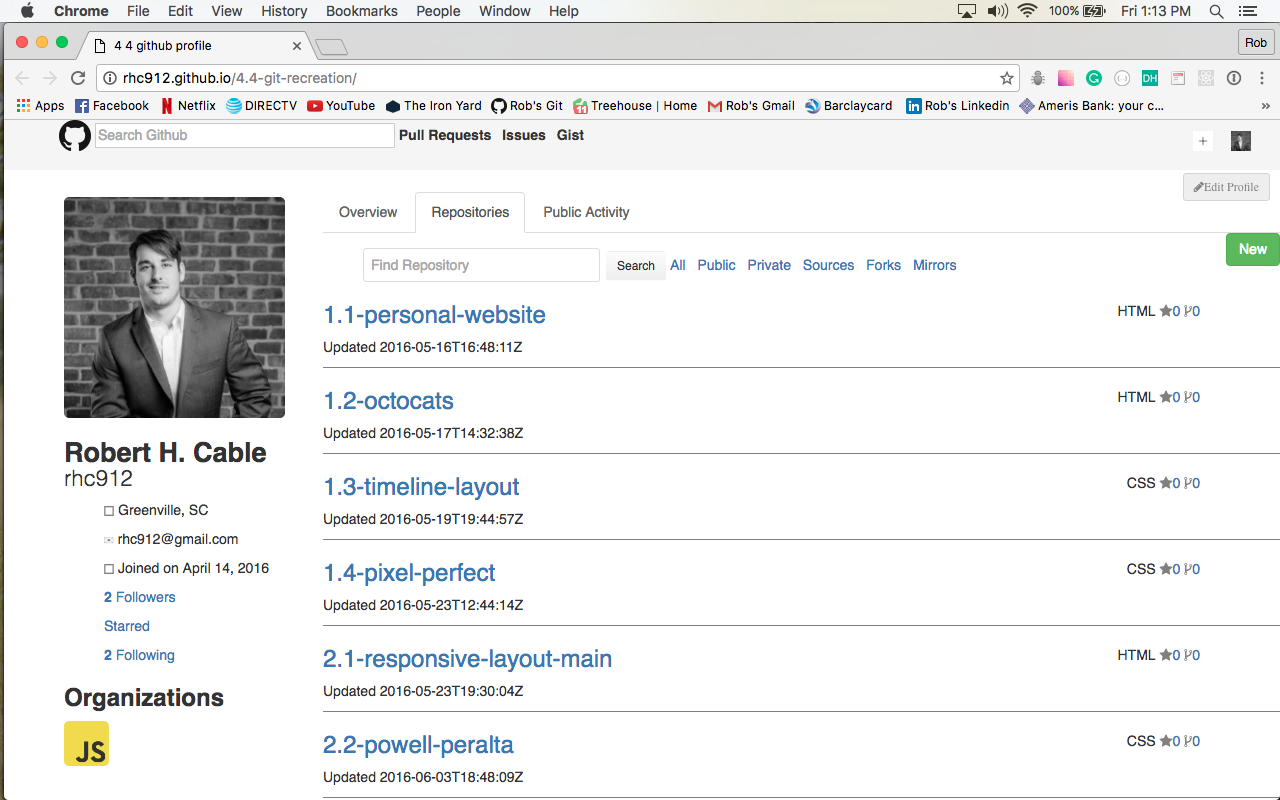 Chrome File Edit View History Bookmarks People Window Help 100% Fri 1:13 PM
4 4 github profile Rob
rhc912.github.io/4.4-git-recreation/ DH
Apps Facebook Netflix DIRECTV YouTube The Iron Yard Rob's Git Treehouse | Home Rob's Gmail Barclaycard Rob's Linkedin Ameris Bank: your c... »
Search Github Pull Requests Issues Gist +
Edit Profile
Overview Repositories Public Activity
New
Find Repository Search All Public Private Sources Forks Mirrors
1.1-personal-website HTML 0 0
Updated 2016-05-16T16:48:11Z
1.2-octocats HTML 0 0
Updated 2016-05-17T14:32:38Z
1.3-timeline-layout CSS 0 0
Updated 2016-05-19T19:44:57Z
1.4-pixel-perfect CSS 0 0
Updated 2016-05-23T12:44:14Z
2.1-responsive-layout-main HTML 0 0
Updated 2016-05-23T19:30:04Z
2.2-powell-peralta CSS 0 0
Updated 2016-06-03T18:48:09Z
Robert H. Cable
rhc912
Greenville, SC
rhc912@gmail.com
Joined on April 14, 2016
2 Followers
Starred
2 Following
Organizations
JS